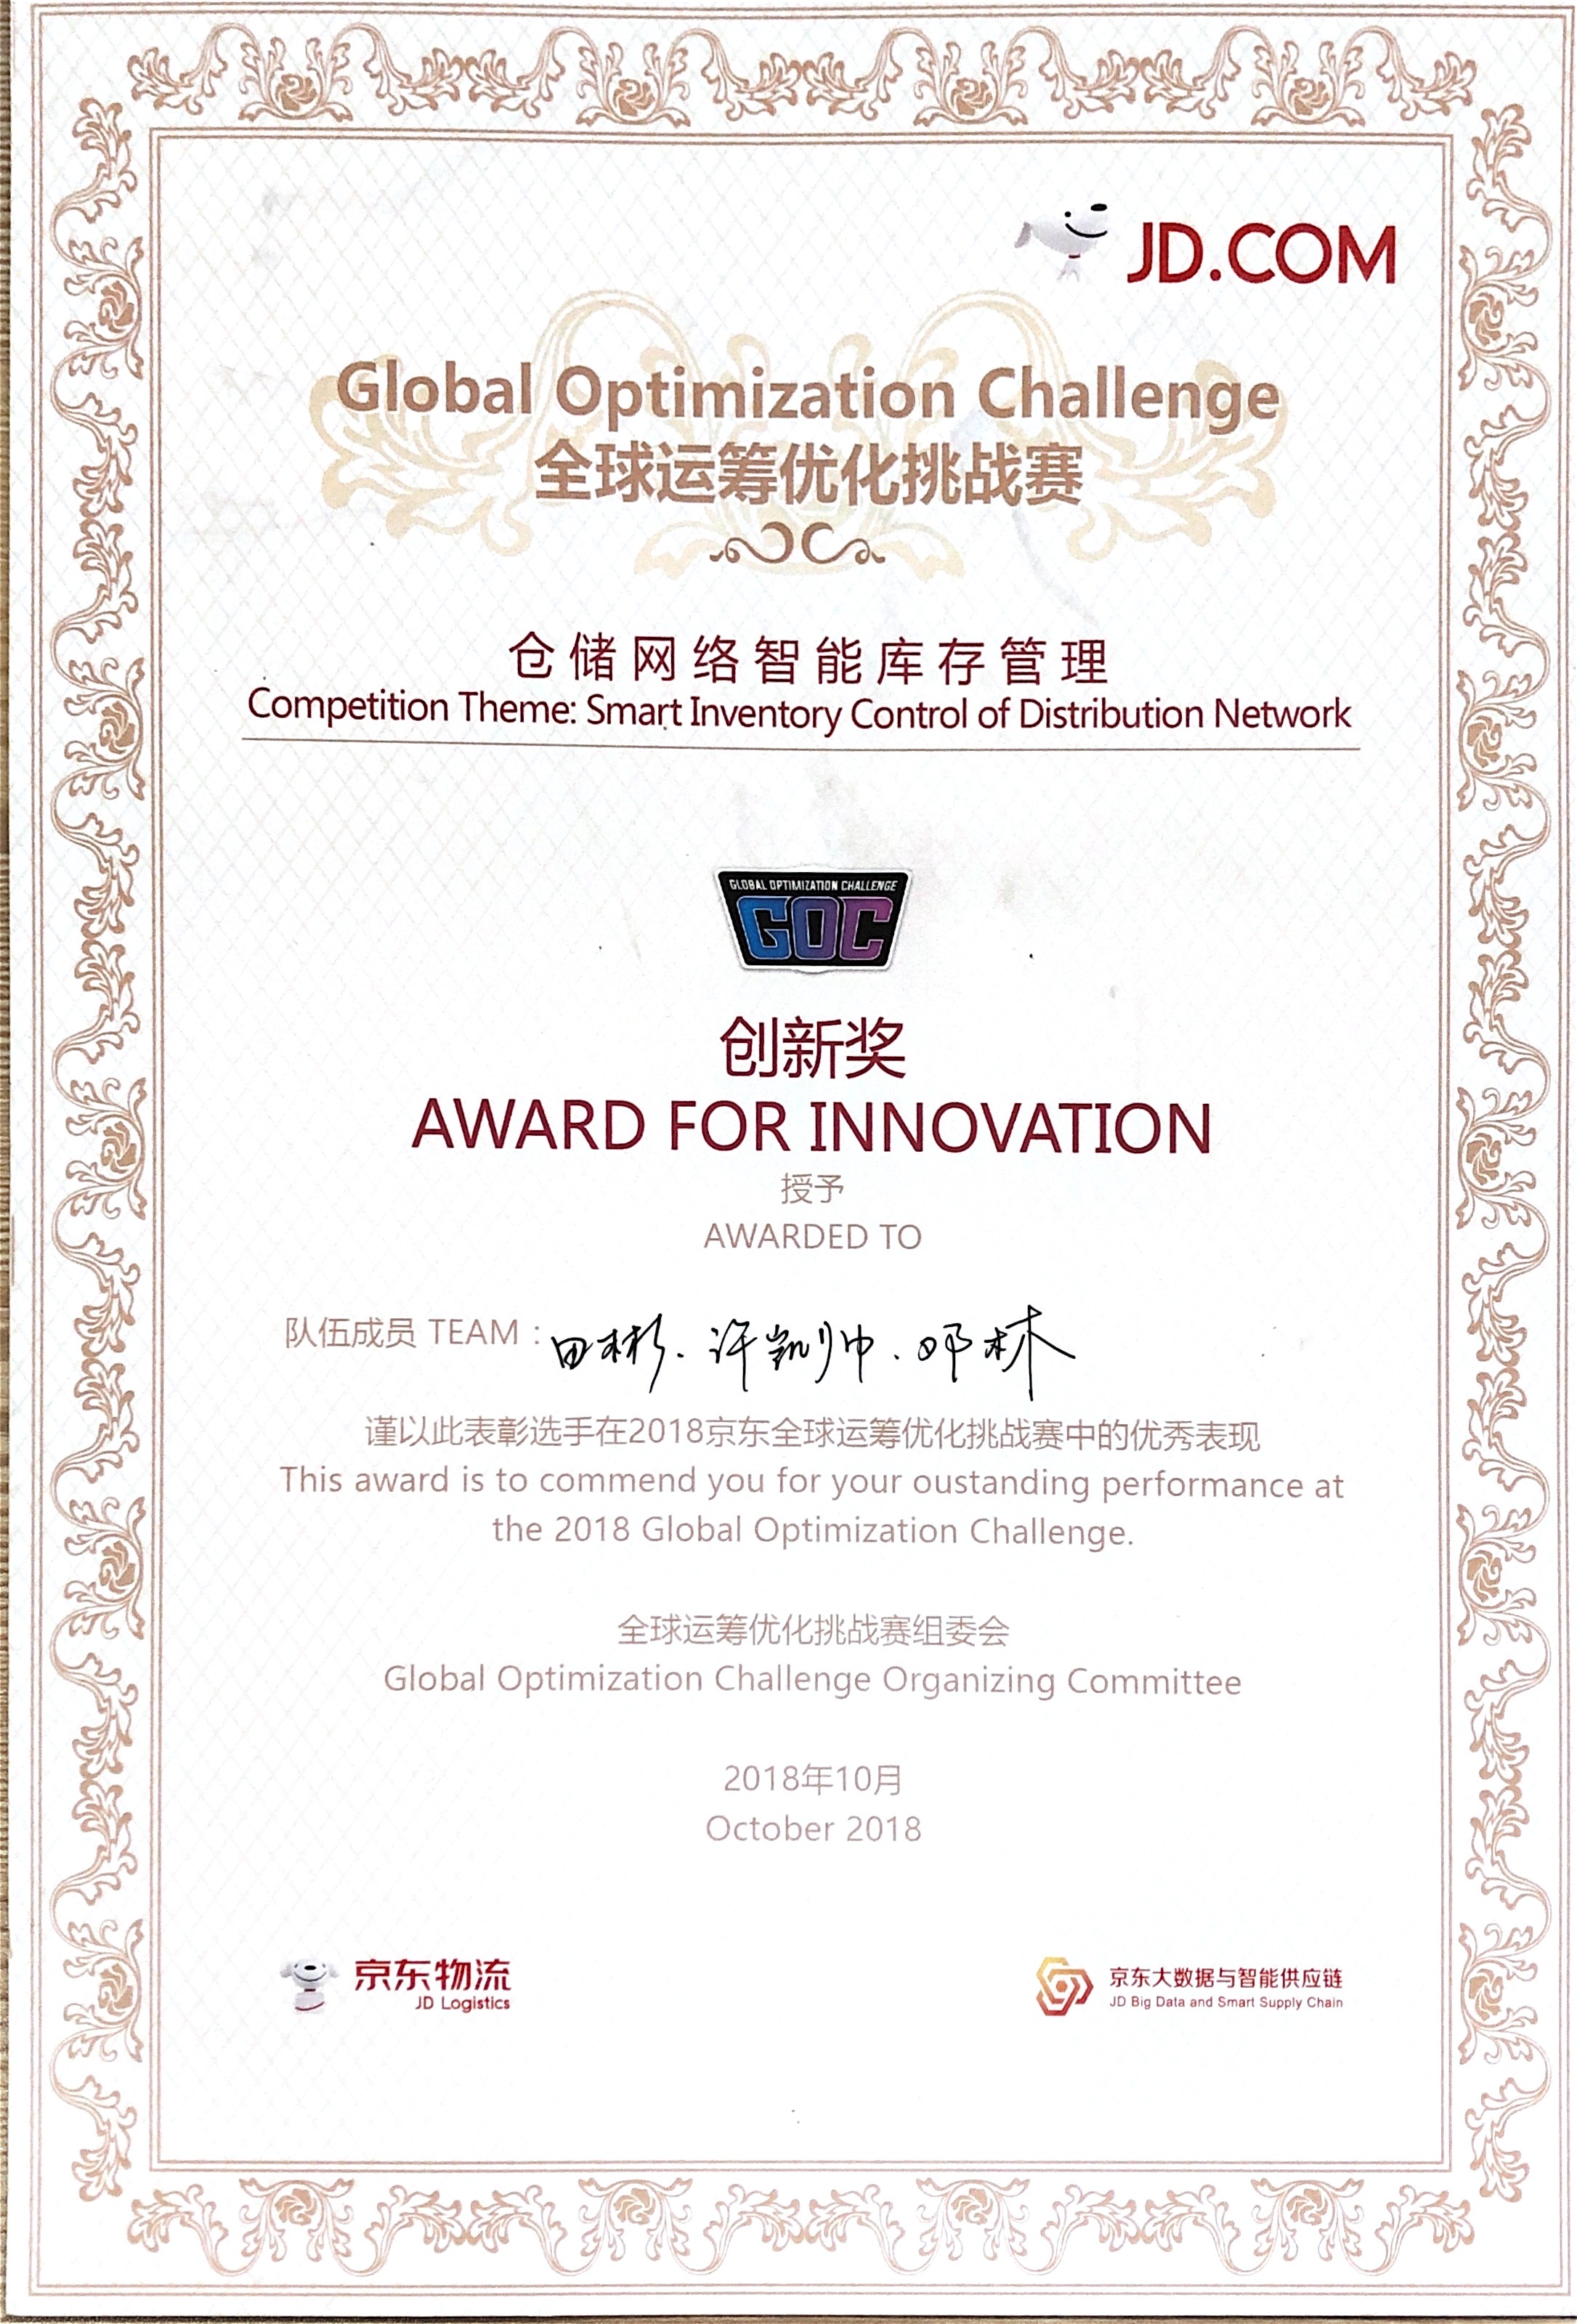 JD.COM
Global Optimization Challenge
全球运筹优化挑战赛
仓储网络智能库存管理
Competition Theme: Smart Inventory Control of Distribution Network
GLOBAL OPTIMIZATION CHALLENGE
GOC
创新奖
AWARD FOR INNOVATION
授予
AWARDED TO
队伍成员 TEAM : 田彬. 许凯帅. 邓林
谨以此表彰选手在2018京东全球运筹优化挑战赛中的优秀表现
This award is to commend you for your oustanding performance at
the 2018 Global Optimization Challenge.
全球运筹优化挑战赛组委会
Global Optimization Challenge Organizing Committee
2018年10月
October 2018
京东物流
JD Logistics
京东大数据与智能供应链
JD Big Data and Smart Supply Chain